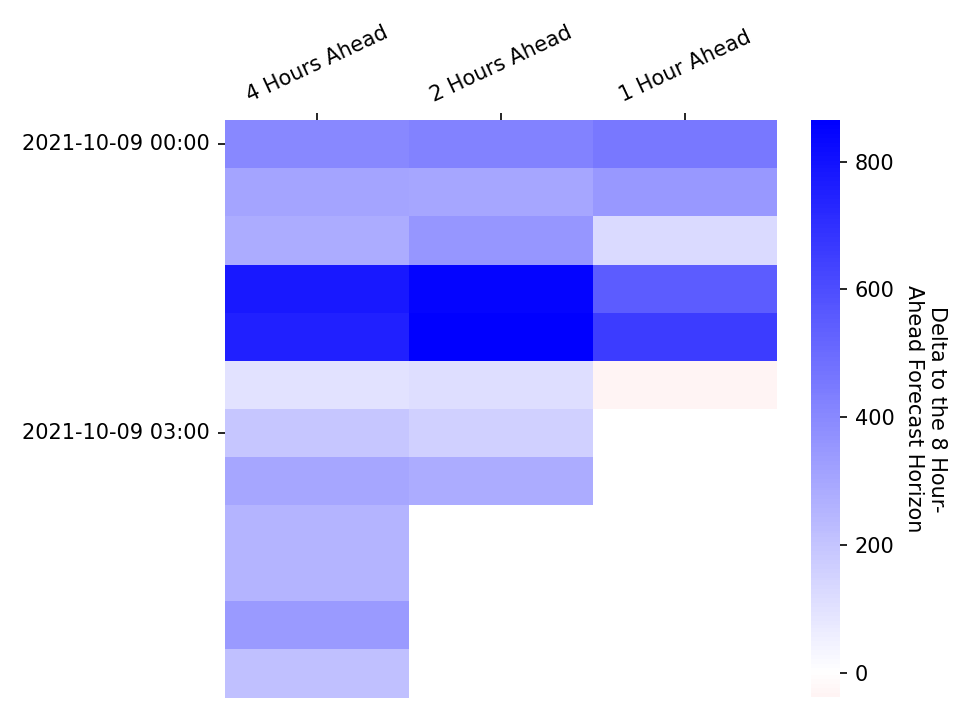 4 Hours Ahead
2 Hours Ahead
1 Hour Ahead
2021-10-09 00:00
2021-10-09 03:00
800
600
400
200
0
Delta to the 8 Hour-
Ahead Forecast Horizon